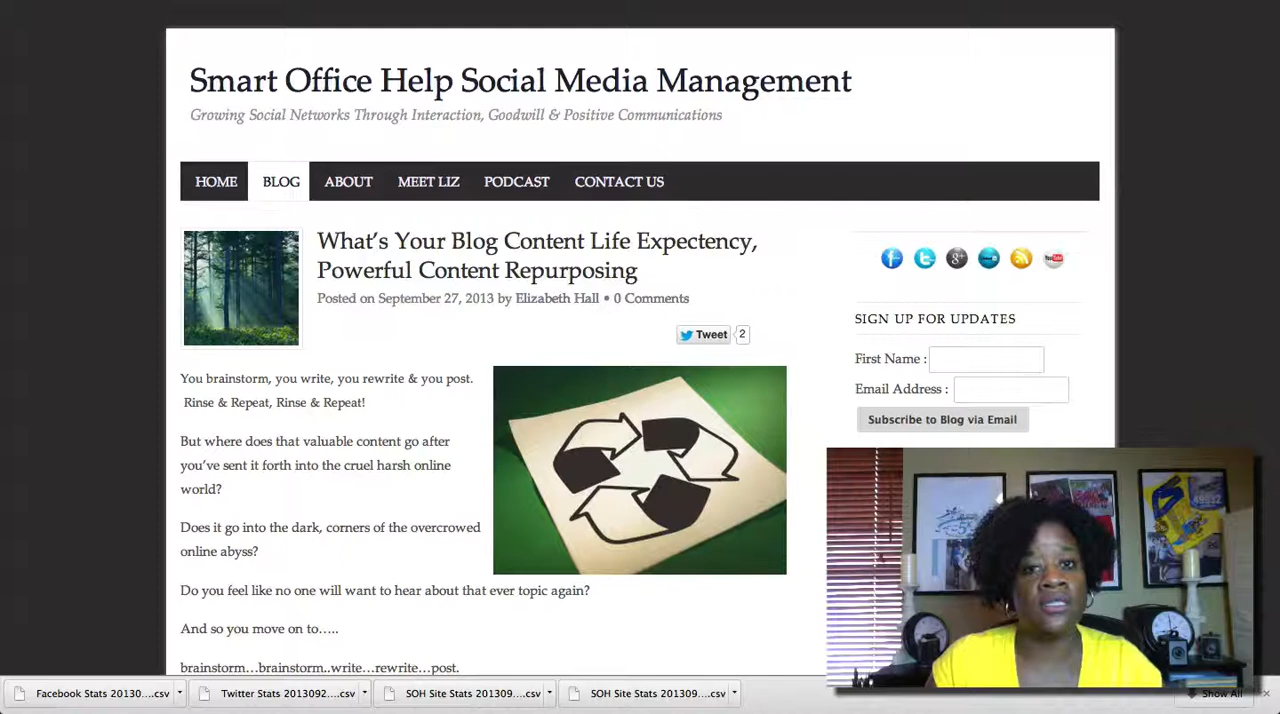 Smart Office Help Social Media Management
Growing Social Networks Through Interaction, Goodwill & Positive Communications
HOME BLOG ABOUT MEET LIZ PODCAST CONTACT US
What's Your Blog Content Life Expectency,
Powerful Content Repurposing
Posted on September 27, 2013 by Elizabeth Hall • 0 Comments
Tweet 2
You brainstorm, you write, you rewrite & you post.
Rinse & Repeat, Rinse & Repeat!
But where does that valuable content go after
you've sent it forth into the cruel harsh online
world?
Does it go into the dark, corners of the overcrowded
online abyss?
Do you feel like no one will want to hear about that ever topic again?
And so you move on to…..
brainstorm…brainstorm..write…rewrite…post.
SIGN UP FOR UPDATES
First Name :
Email Address :
Subscribe to Blog via Email
Facebook Stats 20130....csv
Twitter Stats 2013092....csv
SOH Site Stats 201309....csv
SOH Site Stats 201309....csv
Show All